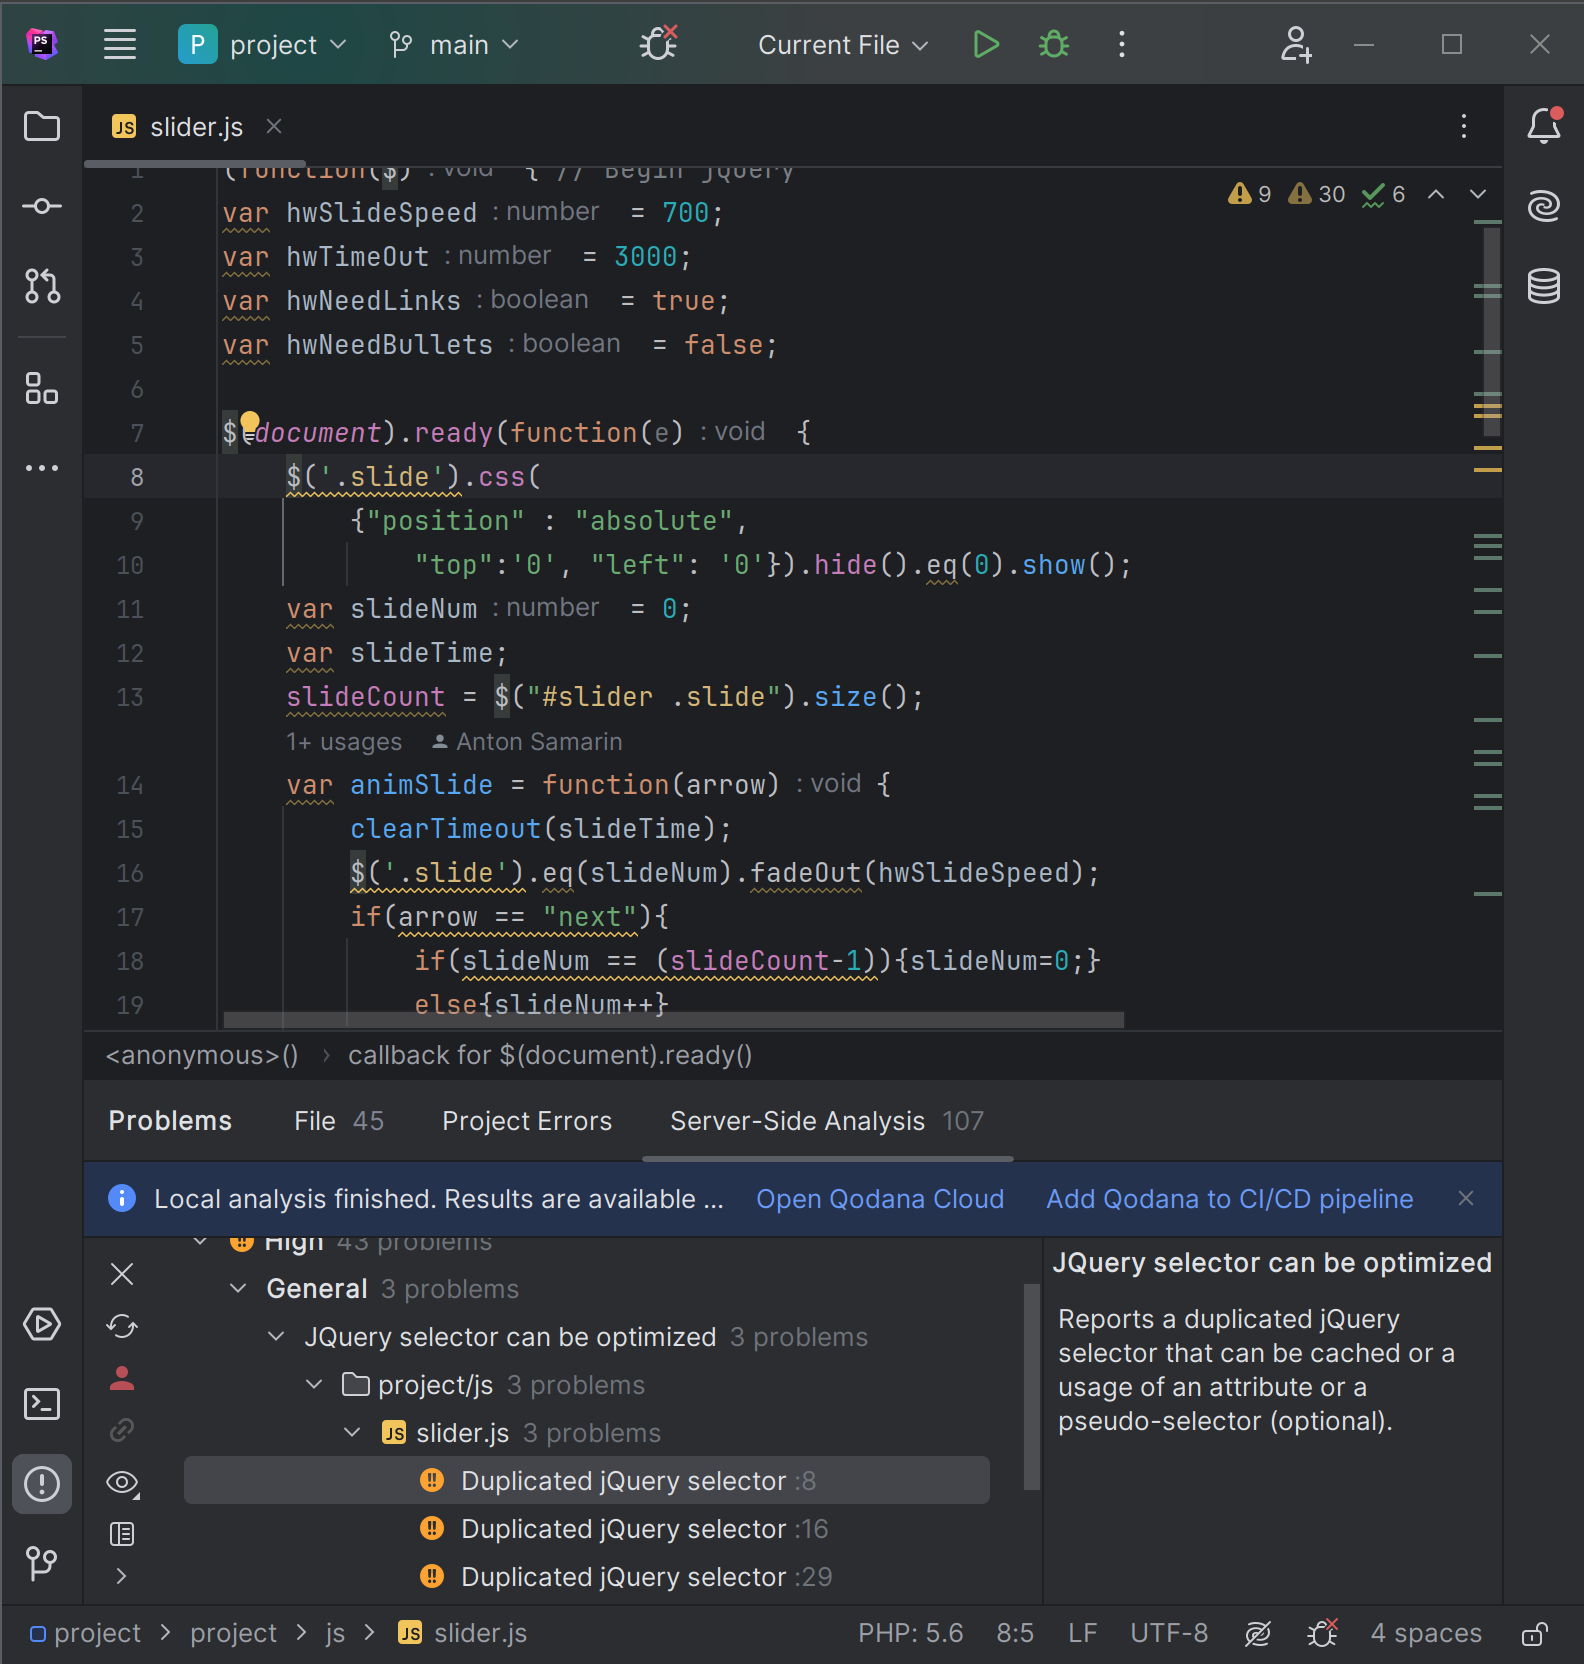 PS
P project main Current File
JS slider.js
1 (function($) : void { // Begin jQuery
9 30 6
2 var hwSlideSpeed : number = 700;
3 var hwTimeOut : number = 3000;
4 var hwNeedLinks : boolean = true;
5 var hwNeedBullets : boolean = false;
6
7 $(document).ready(function(e) : void {
8 $('.slide').css(
9 {"position" : "absolute",
10 "top":'0', "left": '0'}).hide().eq(0).show();
11 var slideNum : number = 0;
12 var slideTime;
13 slideCount = $("#slider .slide").size();
1+ usages Anton Samarin
14 var animSlide = function(arrow) : void {
15 clearTimeout(slideTime);
16 $('.slide').eq(slideNum).fadeOut(hwSlideSpeed);
17 if(arrow == "next"){
18 if(slideNum == (slideCount-1)){slideNum=0;}
19 else{slideNum++}
<anonymous>() › callback for $(document).ready()
Problems File 45 Project Errors Server-Side Analysis 107
Local analysis finished. Results are available ... Open Qodana Cloud Add Qodana to CI/CD pipeline
High 43 problems
General 3 problems
JQuery selector can be optimized 3 problems
project/js 3 problems
JS slider.js 3 problems
Duplicated jQuery selector :8
Duplicated jQuery selector :16
Duplicated jQuery selector :29
JQuery selector can be optimized
Reports a duplicated jQuery
selector that can be cached or a
usage of an attribute or a
pseudo-selector (optional).
project > project > js > JS slider.js PHP: 5.6 8:5 LF UTF-8 4 spaces